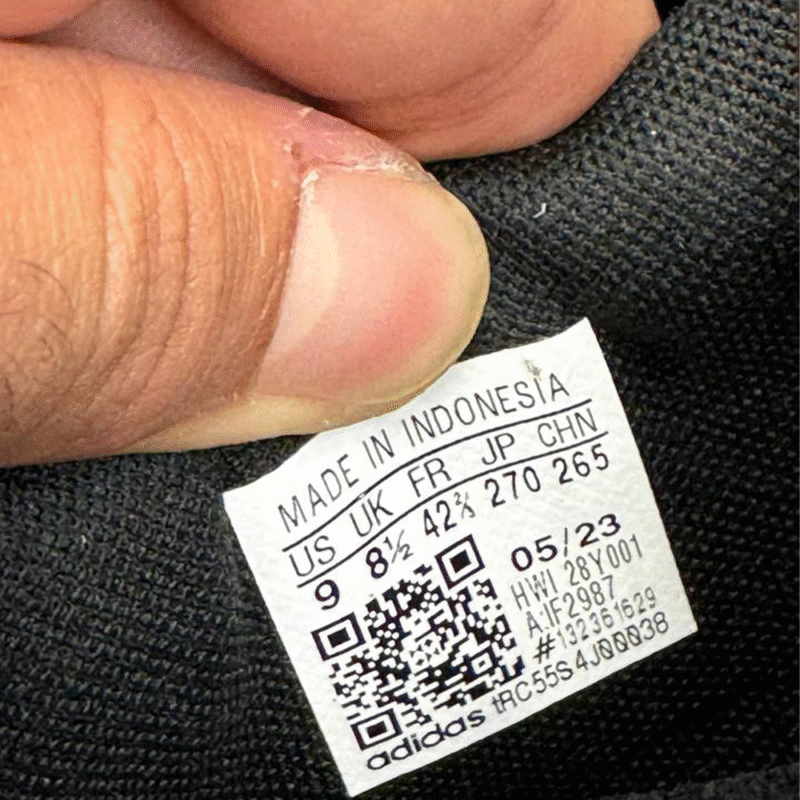 MADE IN INDONESIA
US UK FR JP CHN
9 8½ 42⅔ 270 265
05/23
HWI 28Y001
A:IF2987
#132361629
adidas tRC55S4J00038